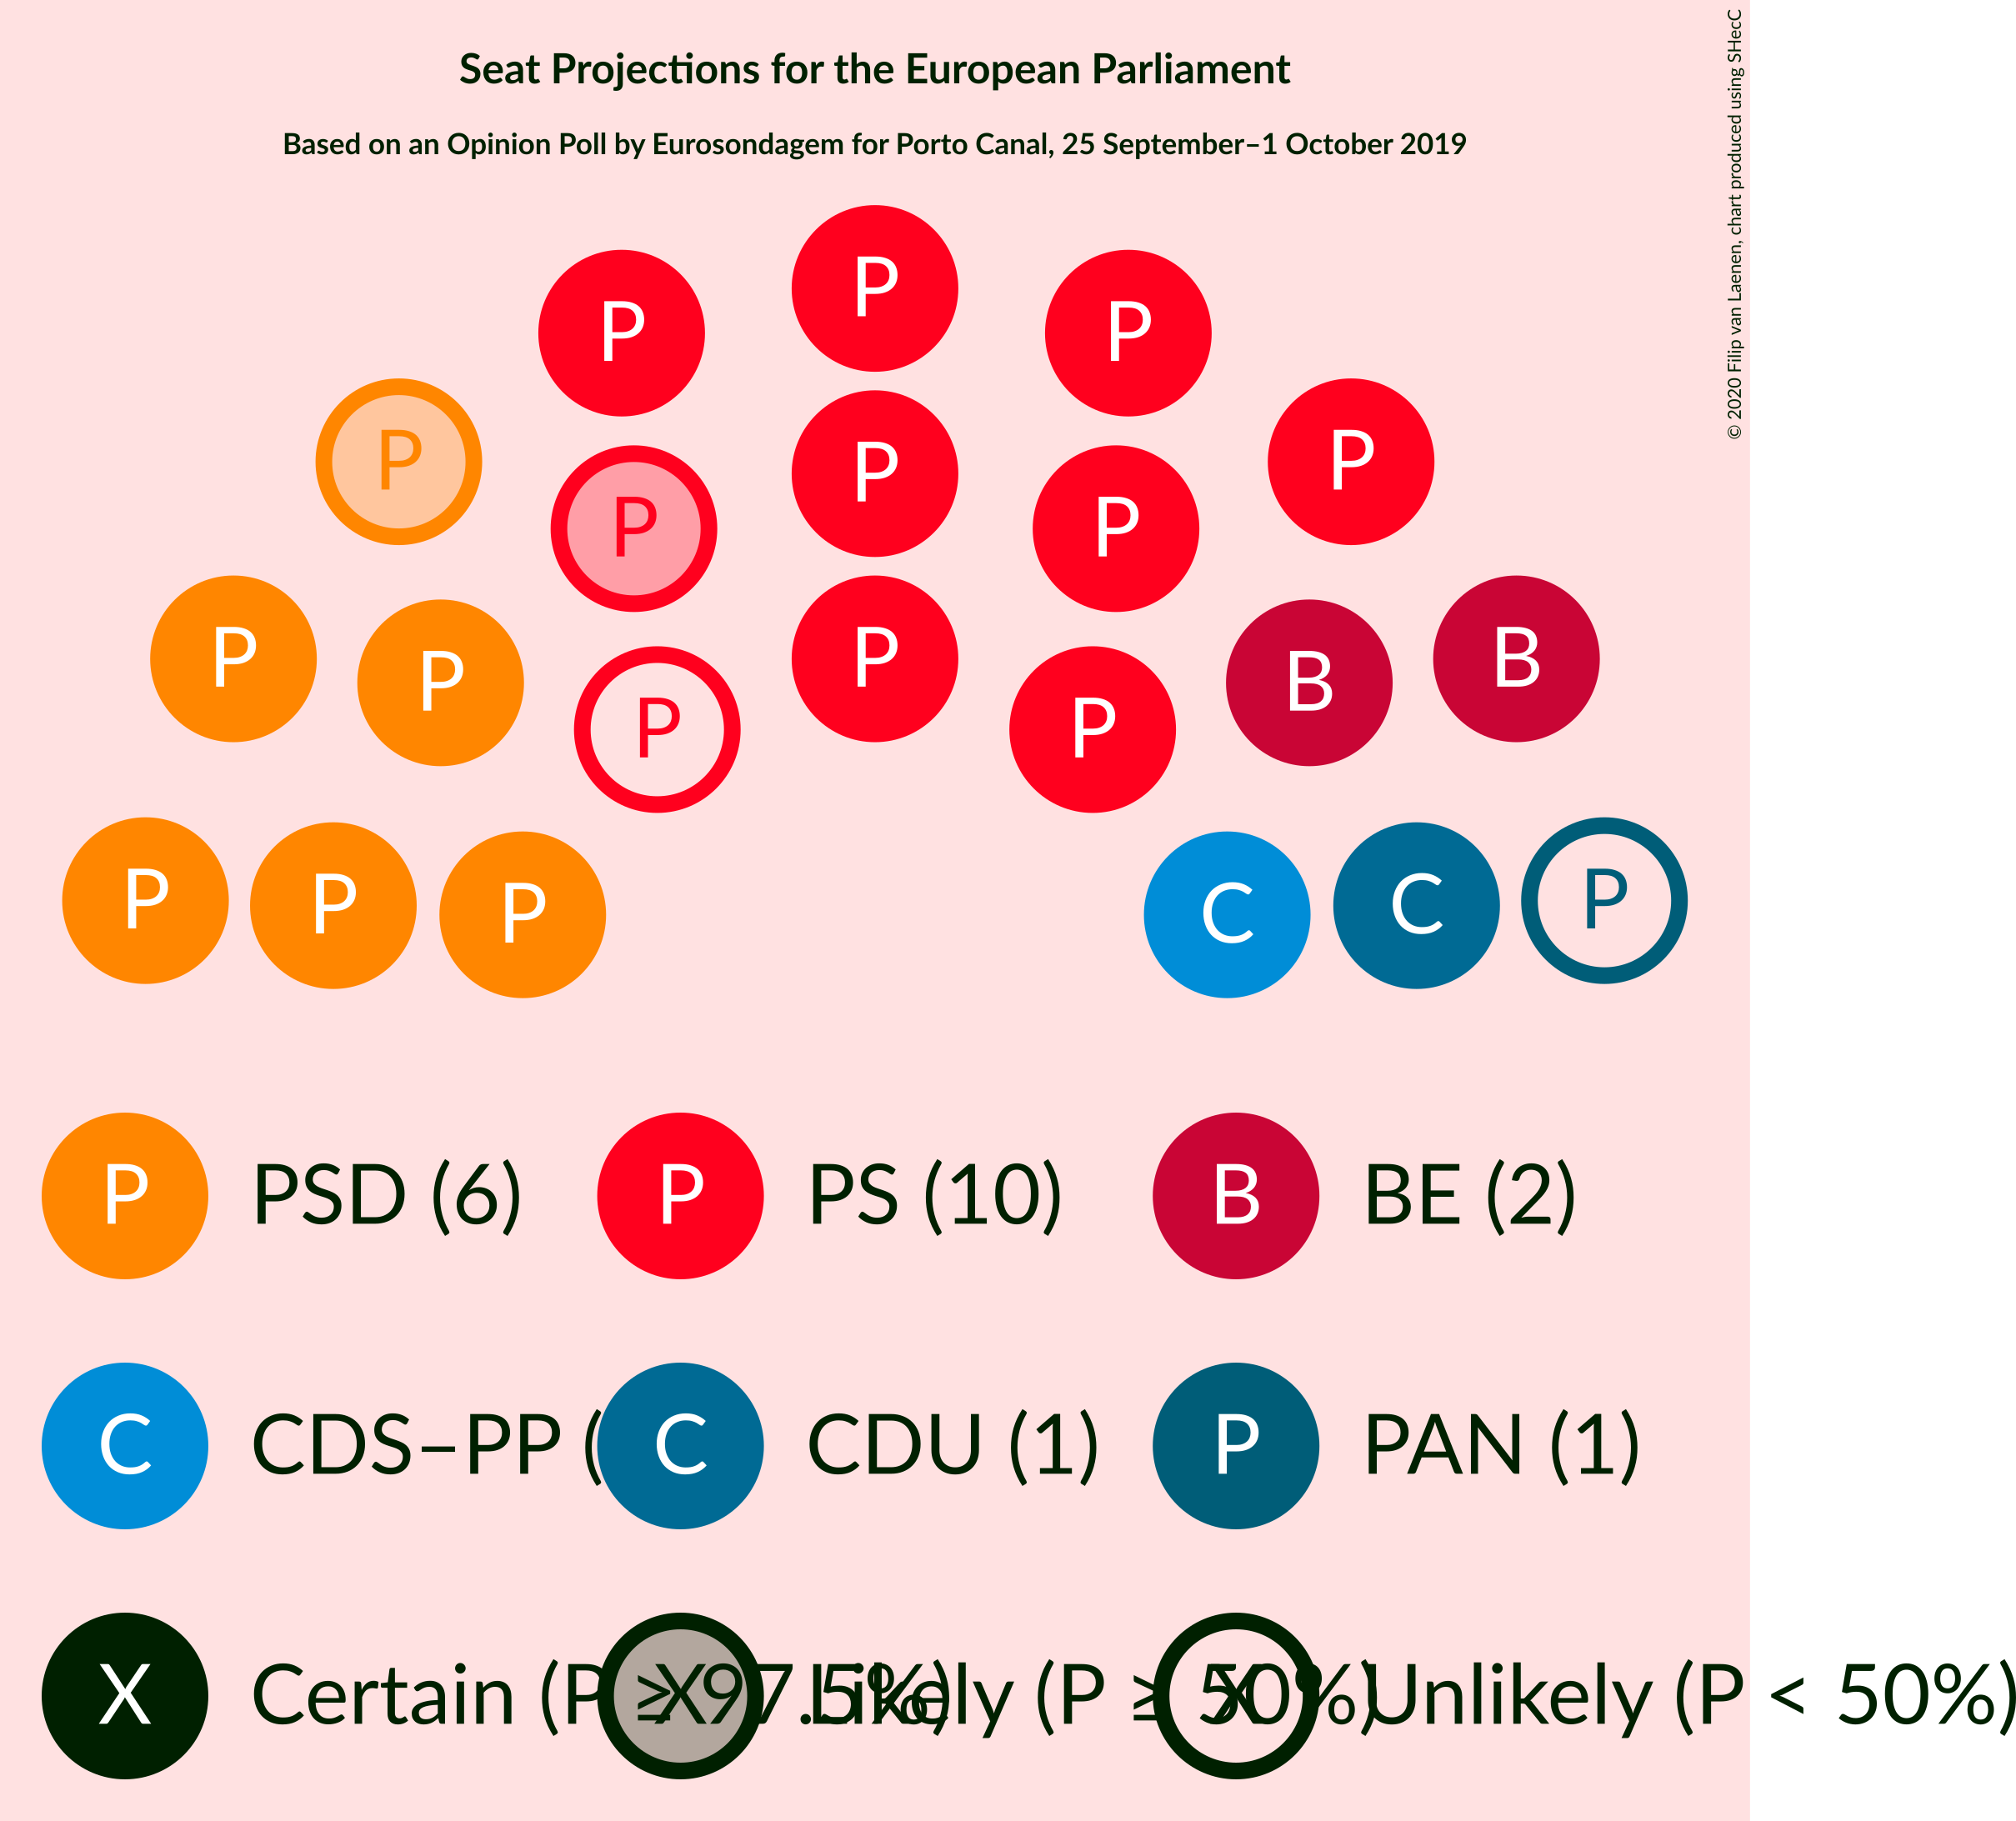 Seat Projections for the European Parliament
Based on an Opinion Poll by Eurosondagem for Porto Canal, 25 September–1 October 2019
© 2020 Filip van Laenen, chart produced using SHecC
P
P P
P P
P
P P
P P
P P
P B B
P P
P P P
C C P
P PSD (6) P PS (10) B BE (2)
C CDS–PP ( C CDU (1) P PAN (1)
X Certain (P ≥ 97.5%) X Likely (P ≥ 50%) X Unlikely (P < 50%)